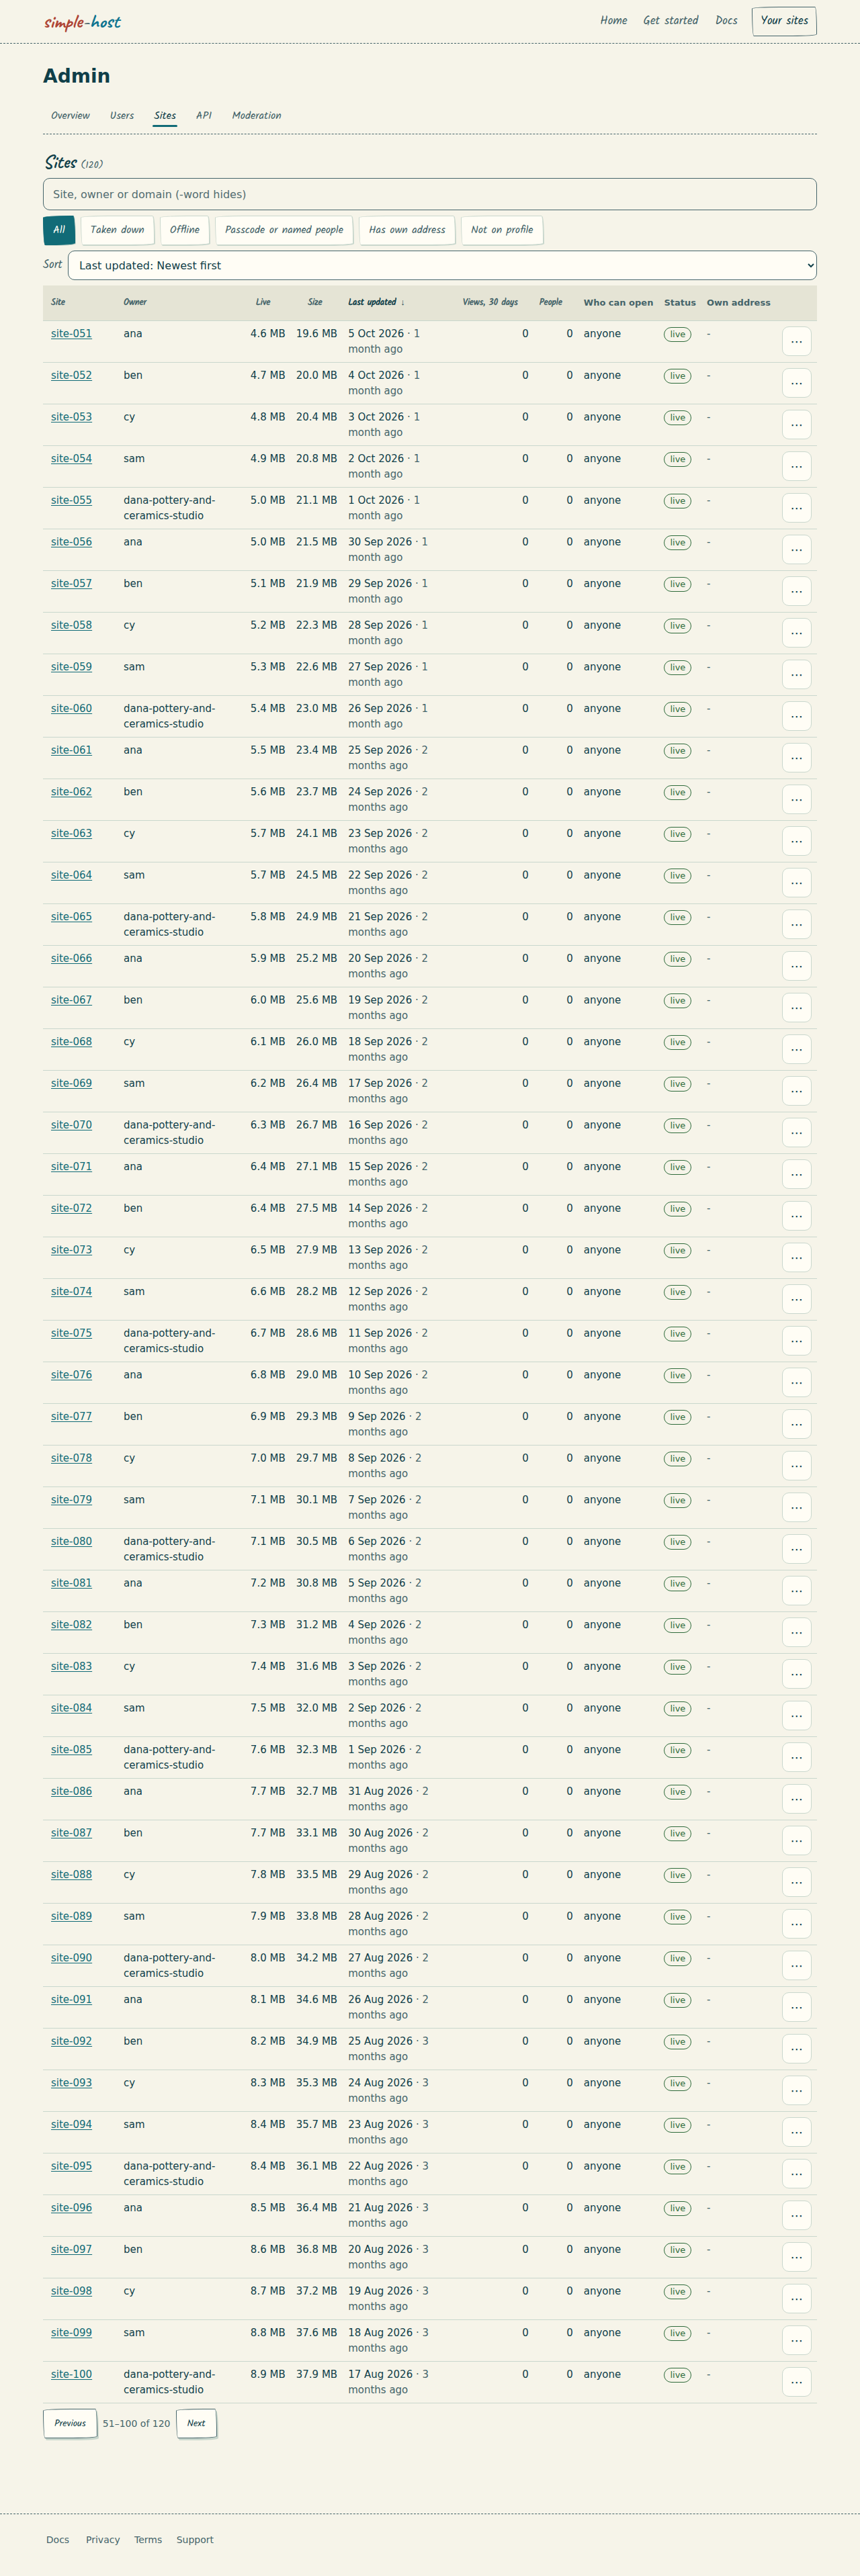 simple-host Home Get started Docs Your sites
Admin
Overview Users Sites API Moderation
Sites (120)
Site, owner or domain (-word hides)
All Taken down Offline Passcode or named people Has own address Not on profile
Sort Last updated: Newest first
Site Owner Live Size Last updated ↓ Views, 30 days People Who can open Status Own address
site-051 ana 4.6 MB 19.6 MB 5 Oct 2026 · 1 0 0 anyone live - ...
month ago
site-052 ben 4.7 MB 20.0 MB 4 Oct 2026 · 1 0 0 anyone live - ...
month ago
site-053 cy 4.8 MB 20.4 MB 3 Oct 2026 · 1 0 0 anyone live - ...
month ago
site-054 sam 4.9 MB 20.8 MB 2 Oct 2026 · 1 0 0 anyone live - ...
month ago
site-055 dana-pottery-and- 5.0 MB 21.1 MB 1 Oct 2026 · 1 0 0 anyone live - ...
ceramics-studio month ago
site-056 ana 5.0 MB 21.5 MB 30 Sep 2026 · 1 0 0 anyone live - ...
month ago
site-057 ben 5.1 MB 21.9 MB 29 Sep 2026 · 1 0 0 anyone live - ...
month ago
site-058 cy 5.2 MB 22.3 MB 28 Sep 2026 · 1 0 0 anyone live - ...
month ago
site-059 sam 5.3 MB 22.6 MB 27 Sep 2026 · 1 0 0 anyone live - ...
month ago
site-060 dana-pottery-and- 5.4 MB 23.0 MB 26 Sep 2026 · 1 0 0 anyone live - ...
ceramics-studio month ago
site-061 ana 5.5 MB 23.4 MB 25 Sep 2026 · 2 0 0 anyone live - ...
months ago
site-062 ben 5.6 MB 23.7 MB 24 Sep 2026 · 2 0 0 anyone live - ...
months ago
site-063 cy 5.7 MB 24.1 MB 23 Sep 2026 · 2 0 0 anyone live - ...
months ago
site-064 sam 5.7 MB 24.5 MB 22 Sep 2026 · 2 0 0 anyone live - ...
months ago
site-065 dana-pottery-and- 5.8 MB 24.9 MB 21 Sep 2026 · 2 0 0 anyone live - ...
ceramics-studio months ago
site-066 ana 5.9 MB 25.2 MB 20 Sep 2026 · 2 0 0 anyone live - ...
months ago
site-067 ben 6.0 MB 25.6 MB 19 Sep 2026 · 2 0 0 anyone live - ...
months ago
site-068 cy 6.1 MB 26.0 MB 18 Sep 2026 · 2 0 0 anyone live - ...
months ago
site-069 sam 6.2 MB 26.4 MB 17 Sep 2026 · 2 0 0 anyone live - ...
months ago
site-070 dana-pottery-and- 6.3 MB 26.7 MB 16 Sep 2026 · 2 0 0 anyone live - ...
ceramics-studio months ago
site-071 ana 6.4 MB 27.1 MB 15 Sep 2026 · 2 0 0 anyone live - ...
months ago
site-072 ben 6.4 MB 27.5 MB 14 Sep 2026 · 2 0 0 anyone live - ...
months ago
site-073 cy 6.5 MB 27.9 MB 13 Sep 2026 · 2 0 0 anyone live - ...
months ago
site-074 sam 6.6 MB 28.2 MB 12 Sep 2026 · 2 0 0 anyone live - ...
months ago
site-075 dana-pottery-and- 6.7 MB 28.6 MB 11 Sep 2026 · 2 0 0 anyone live - ...
ceramics-studio months ago
site-076 ana 6.8 MB 29.0 MB 10 Sep 2026 · 2 0 0 anyone live - ...
months ago
site-077 ben 6.9 MB 29.3 MB 9 Sep 2026 · 2 0 0 anyone live - ...
months ago
site-078 cy 7.0 MB 29.7 MB 8 Sep 2026 · 2 0 0 anyone live - ...
months ago
site-079 sam 7.1 MB 30.1 MB 7 Sep 2026 · 2 0 0 anyone live - ...
months ago
site-080 dana-pottery-and- 7.1 MB 30.5 MB 6 Sep 2026 · 2 0 0 anyone live - ...
ceramics-studio months ago
site-081 ana 7.2 MB 30.8 MB 5 Sep 2026 · 2 0 0 anyone live - ...
months ago
site-082 ben 7.3 MB 31.2 MB 4 Sep 2026 · 2 0 0 anyone live - ...
months ago
site-083 cy 7.4 MB 31.6 MB 3 Sep 2026 · 2 0 0 anyone live - ...
months ago
site-084 sam 7.5 MB 32.0 MB 2 Sep 2026 · 2 0 0 anyone live - ...
months ago
site-085 dana-pottery-and- 7.6 MB 32.3 MB 1 Sep 2026 · 2 0 0 anyone live - ...
ceramics-studio months ago
site-086 ana 7.7 MB 32.7 MB 31 Aug 2026 · 2 0 0 anyone live - ...
months ago
site-087 ben 7.7 MB 33.1 MB 30 Aug 2026 · 2 0 0 anyone live - ...
months ago
site-088 cy 7.8 MB 33.5 MB 29 Aug 2026 · 2 0 0 anyone live - ...
months ago
site-089 sam 7.9 MB 33.8 MB 28 Aug 2026 · 2 0 0 anyone live - ...
months ago
site-090 dana-pottery-and- 8.0 MB 34.2 MB 27 Aug 2026 · 2 0 0 anyone live - ...
ceramics-studio months ago
site-091 ana 8.1 MB 34.6 MB 26 Aug 2026 · 2 0 0 anyone live - ...
months ago
site-092 ben 8.2 MB 34.9 MB 25 Aug 2026 · 3 0 0 anyone live - ...
months ago
site-093 cy 8.3 MB 35.3 MB 24 Aug 2026 · 3 0 0 anyone live - ...
months ago
site-094 sam 8.4 MB 35.7 MB 23 Aug 2026 · 3 0 0 anyone live - ...
months ago
site-095 dana-pottery-and- 8.4 MB 36.1 MB 22 Aug 2026 · 3 0 0 anyone live - ...
ceramics-studio months ago
site-096 ana 8.5 MB 36.4 MB 21 Aug 2026 · 3 0 0 anyone live - ...
months ago
site-097 ben 8.6 MB 36.8 MB 20 Aug 2026 · 3 0 0 anyone live - ...
months ago
site-098 cy 8.7 MB 37.2 MB 19 Aug 2026 · 3 0 0 anyone live - ...
months ago
site-099 sam 8.8 MB 37.6 MB 18 Aug 2026 · 3 0 0 anyone live - ...
months ago
site-100 dana-pottery-and- 8.9 MB 37.9 MB 17 Aug 2026 · 3 0 0 anyone live - ...
ceramics-studio months ago
Previous 51–100 of 120 Next
Docs Privacy Terms Support